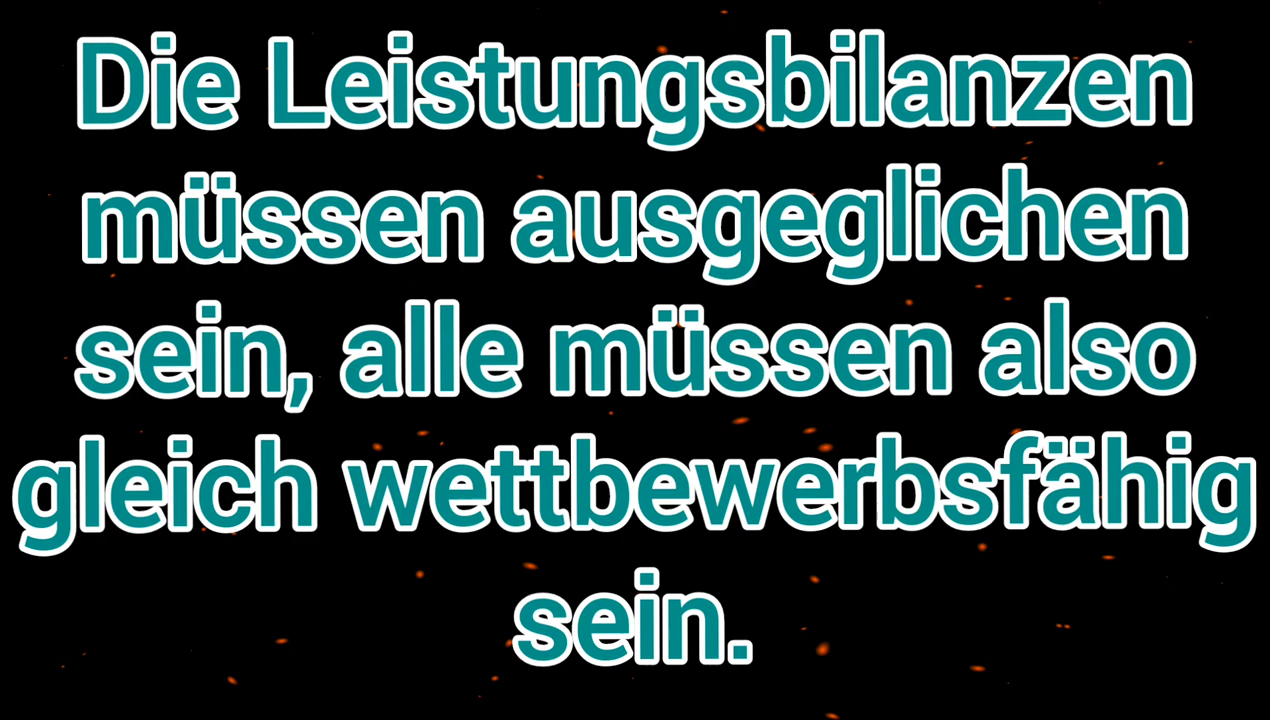 Die Leistungsbilanzen
müssen ausgeglichen
sein, alle müssen also
gleich wettbewerbsfähig
sein.